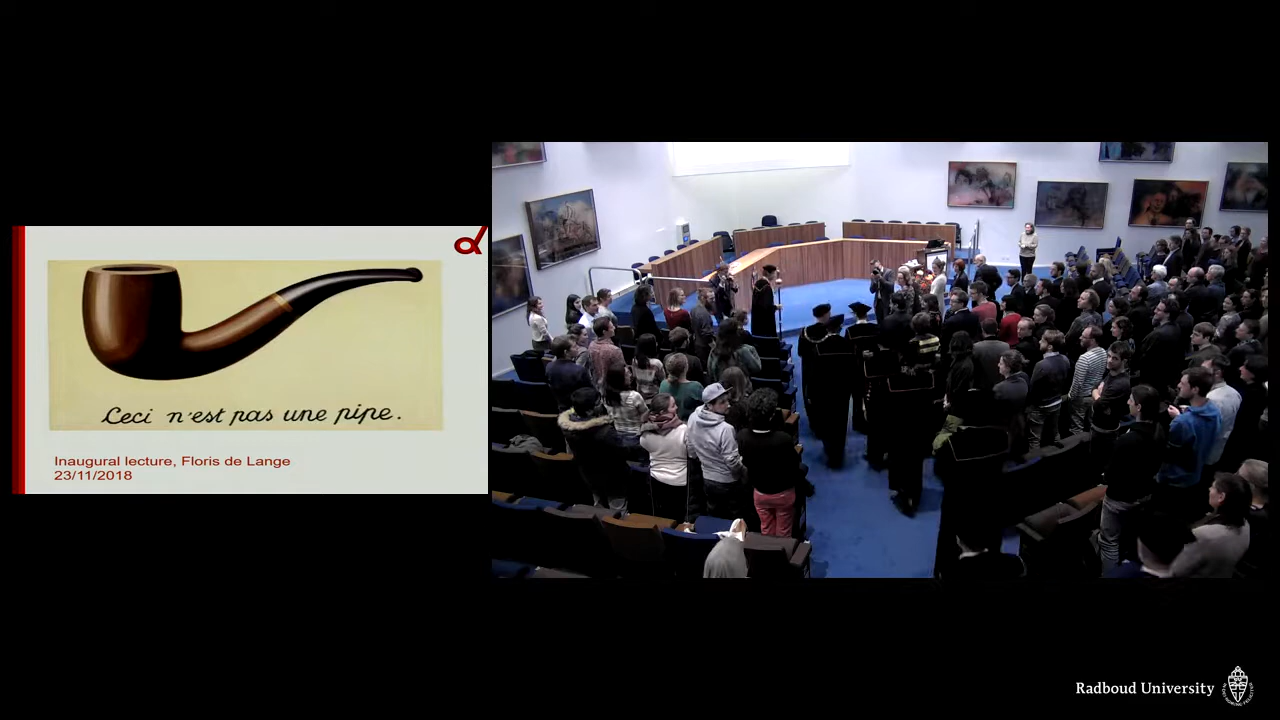 Ceci n'est pas une pipe.
Inaugural lecture, Floris de Lange
23/11/2018
Radboud University